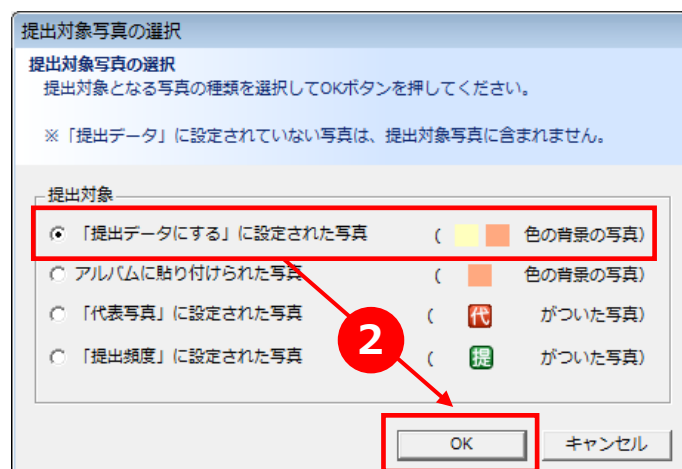 提出対象写真の選択
提出対象写真の選択
提出対象となる写真の種類を選択してOKボタンを押してください。
※「提出データ」に設定されていない写真は、提出対象写真に含まれません。
提出対象
「提出データにする」に設定された写真 ( 色の背景の写真)
アルバムに貼り付けられた写真 ( 色の背景の写真)
「代表写真」に設定された写真 ( 代 がついた写真)
「提出頻度」に設定された写真 ( 提 がついた写真)
2
OK キャンセル